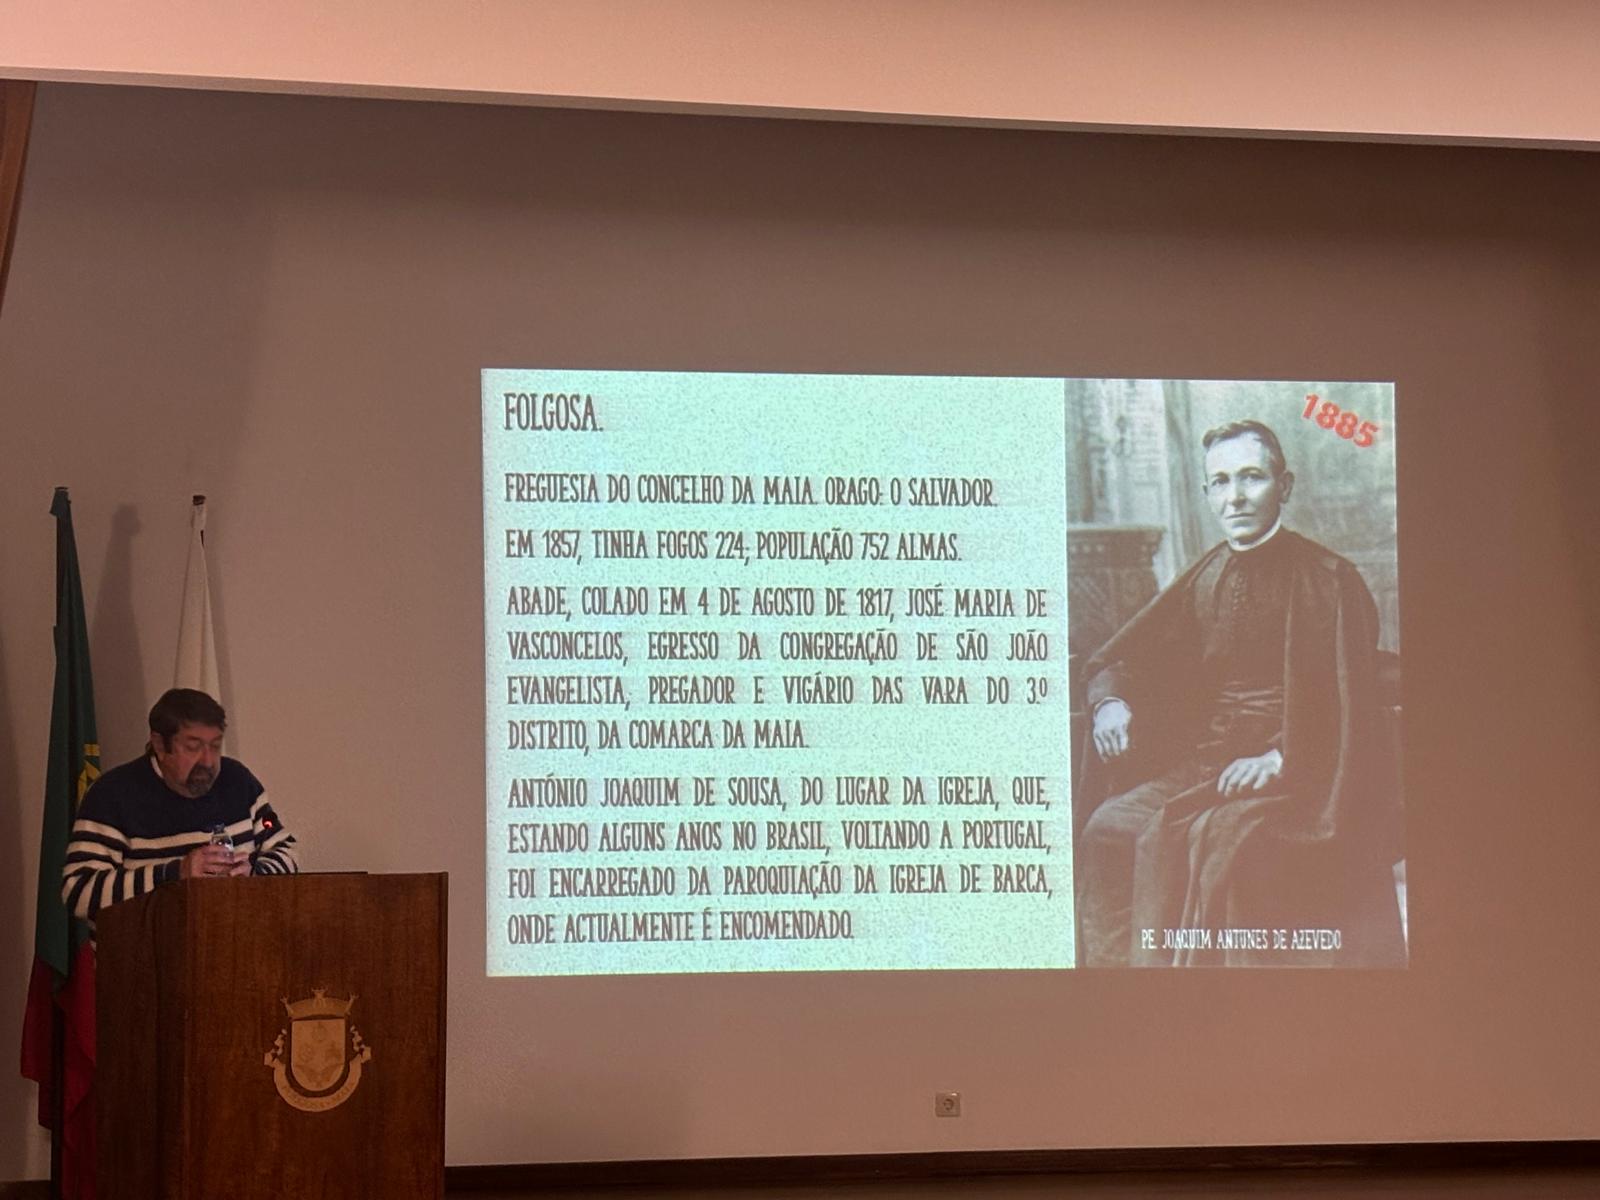 FOLGOSA.
FREGUESIA DO CONCELHO DA MAIA. ORAGO: O SALVADOR.
EM 1857, TINHA FOGOS 224; POPULAÇÃO 752 ALMAS.
ABADE, COLADO EM 4 DE AGOSTO DE 1817, JOSÉ MARIA DE
VASCONCELOS, EGRESSO DA CONGREGAÇÃO DE SÃO JOÃO
EVANGELISTA, PREGADOR E VIGÁRIO DAS VARA DO 3º
DISTRITO, DA COMARCA DA MAIA.
ANTÓNIO JOAQUIM DE SOUSA, DO LUGAR DA IGREJA, QUE,
ESTANDO ALGUNS ANOS NO BRASIL, VOLTANDO A PORTUGAL,
FOI ENCARREGADO DA PAROQUIAÇÃO DA IGREJA DE BARCA,
ONDE ACTUALMENTE É ENCOMENDADO.
1885
PE. JOAQUIM ANTUNES DE AZEVEDO
FOLGOSA - MAIA